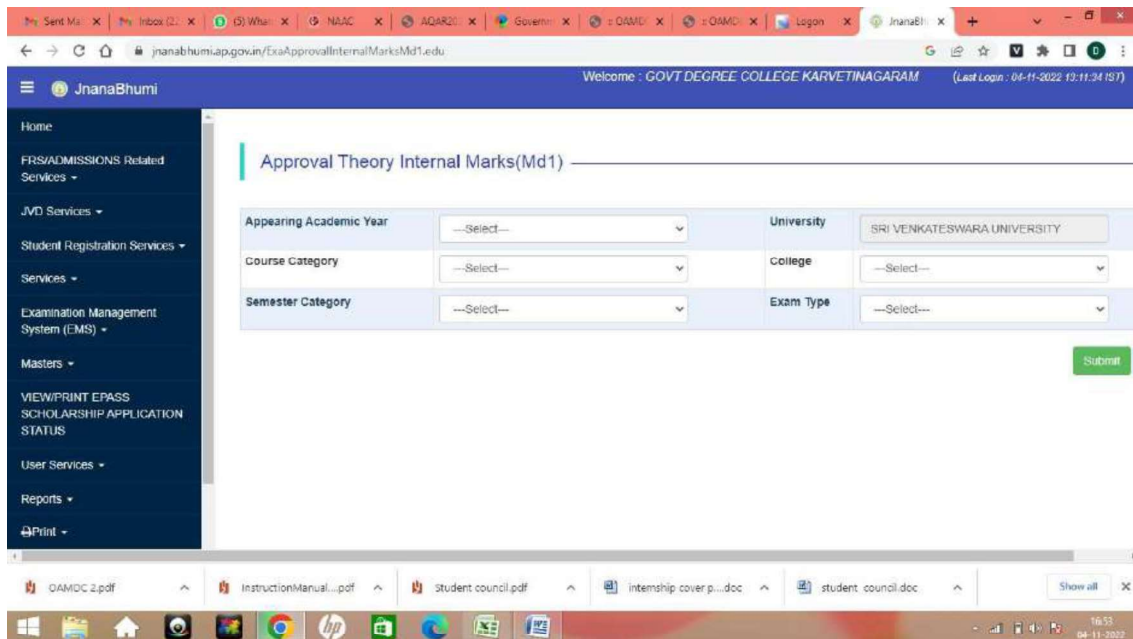 Sent Ma
Inbox (2
(5) What
NAAC
AQAR20
Governm
:: OAMD
:: OAMD
Logon
JnanaBh
jnanabhumi.ap.gov.in/ExaApprovalInternalMarksMd1.edu
JnanaBhumi
Welcome : GOVT DEGREE COLLEGE KARVETINAGARAM
(Last Login : 04-11-2022 13:11:34 IST)
Home
FRS/ADMISSIONS Related
Services
JVD Services
Student Registration Services
Services
Examination Management
System (EMS)
Masters
VIEW/PRINT EPASS
SCHOLARSHIP APPLICATION
STATUS
User Services
Reports
Print
Approval Theory Internal Marks(Md1)
Appearing Academic Year
---Select---
University
SRI VENKATESWARA UNIVERSITY
Course Category
---Select---
College
---Select---
Semester Category
---Select---
Exam Type
---Select---
Submit
OAMDC 2.pdf
InstructionManual....pdf
Student council.pdf
internship cover p....doc
student council.doc
Show all
16:53
04-11-2022